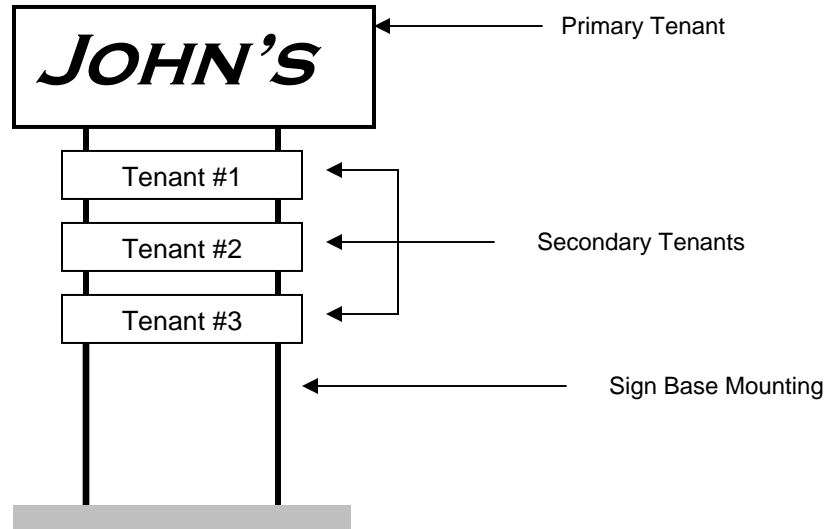 Primary Tenant
JOHN'S
Tenant #1
Tenant #2
Secondary Tenants
Tenant #3
Sign Base Mounting